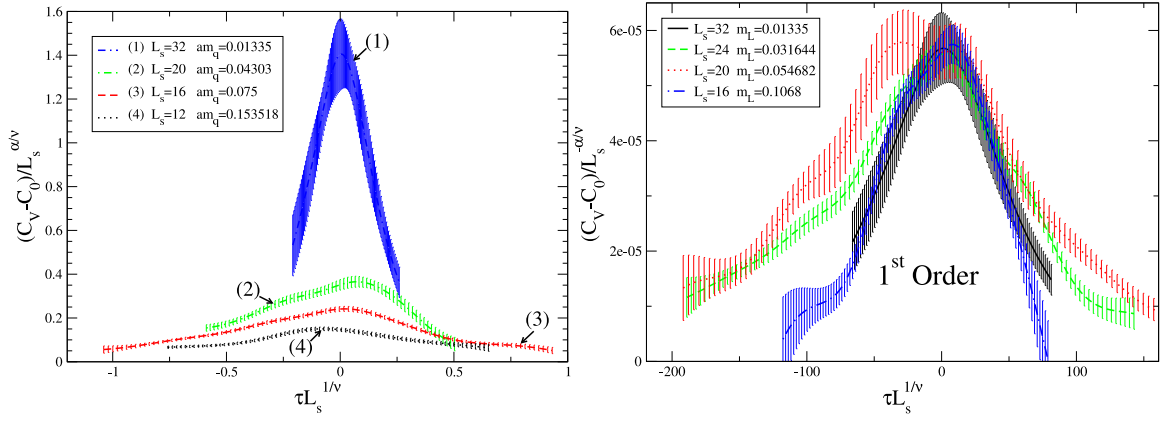 (C_V-C_0)/L_s^{α/ν}
1.6
1.4
1.2
1
0.8
0.6
0.4
0.2
0
(1) L_s=32 am_q=0.01335
(2) L_s=20 am_q=0.04303
(3) L_s=16 am_q=0.075
(4) L_s=12 am_q=0.153518
(1)
(2)
(3)
(4)
-1
-0.5
0
0.5
1
τL_s^{1/ν}
(C_V-C_0)/L_s^{-α/ν}
6e-05
4e-05
2e-05
0
L_s=32 m_L=0.01335
L_s=24 m_L=0.031644
L_s=20 m_L=0.054682
L_s=16 m_L=0.1068
1^{st} Order
-200
-100
0
100
τL_s^{1/ν}